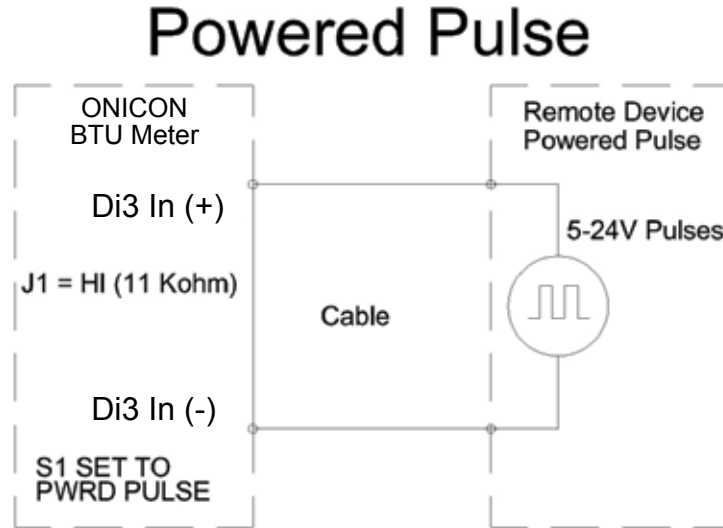 Powered Pulse
ONICON
BTU Meter
Remote Device
Powered Pulse
Di3 In (+)
5-24V Pulses
J1 = HI (11 Kohm)
Cable
Di3 In (-)
S1 SET TO
PWRD PULSE